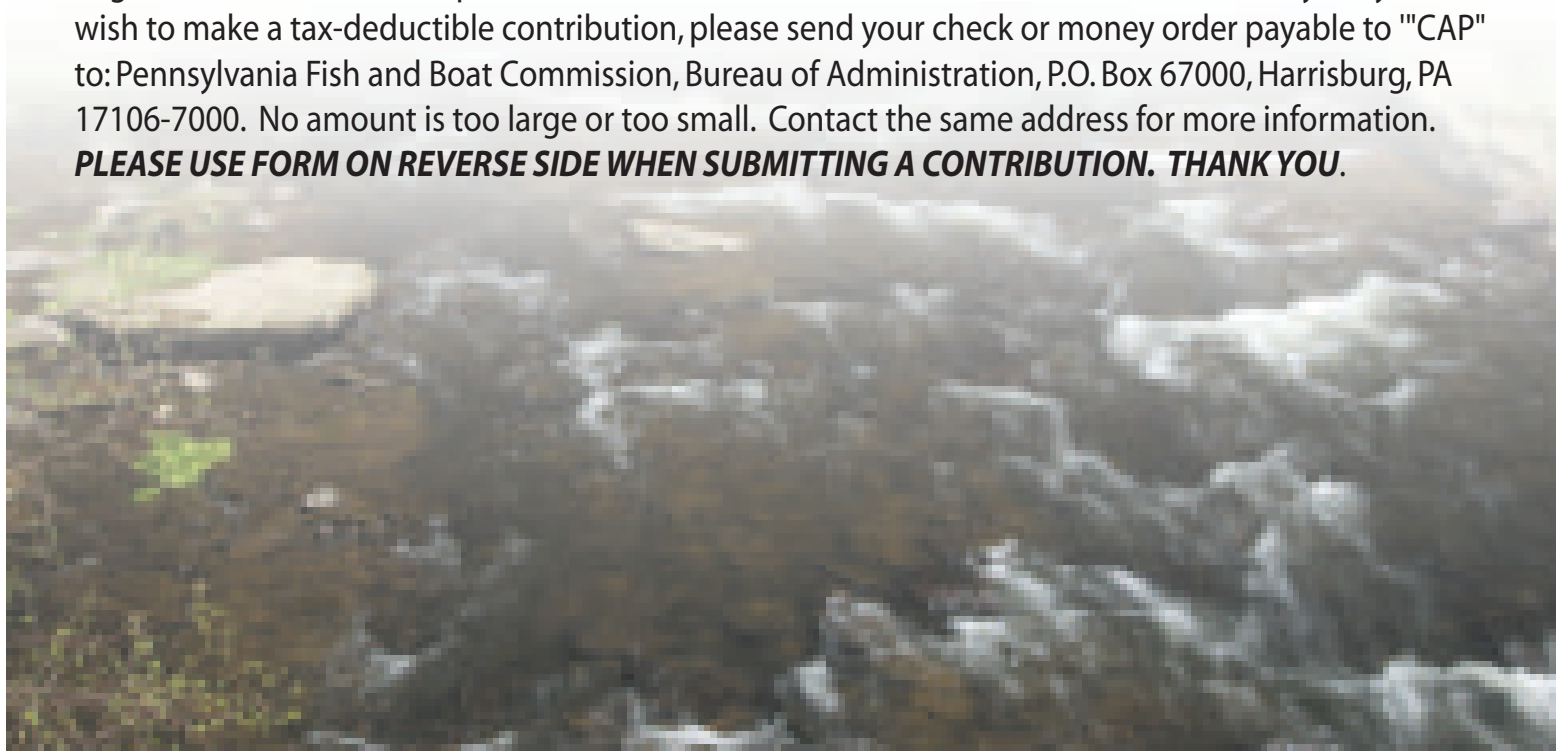 wish to make a tax-deductible contribution, please send your check or money order payable to '"CAP"
to: Pennsylvania Fish and Boat Commission, Bureau of Administration, P.O. Box 67000, Harrisburg, PA
17106-7000. No amount is too large or too small. Contact the same address for more information.
PLEASE USE FORM ON REVERSE SIDE WHEN SUBMITTING A CONTRIBUTION. THANK YOU.